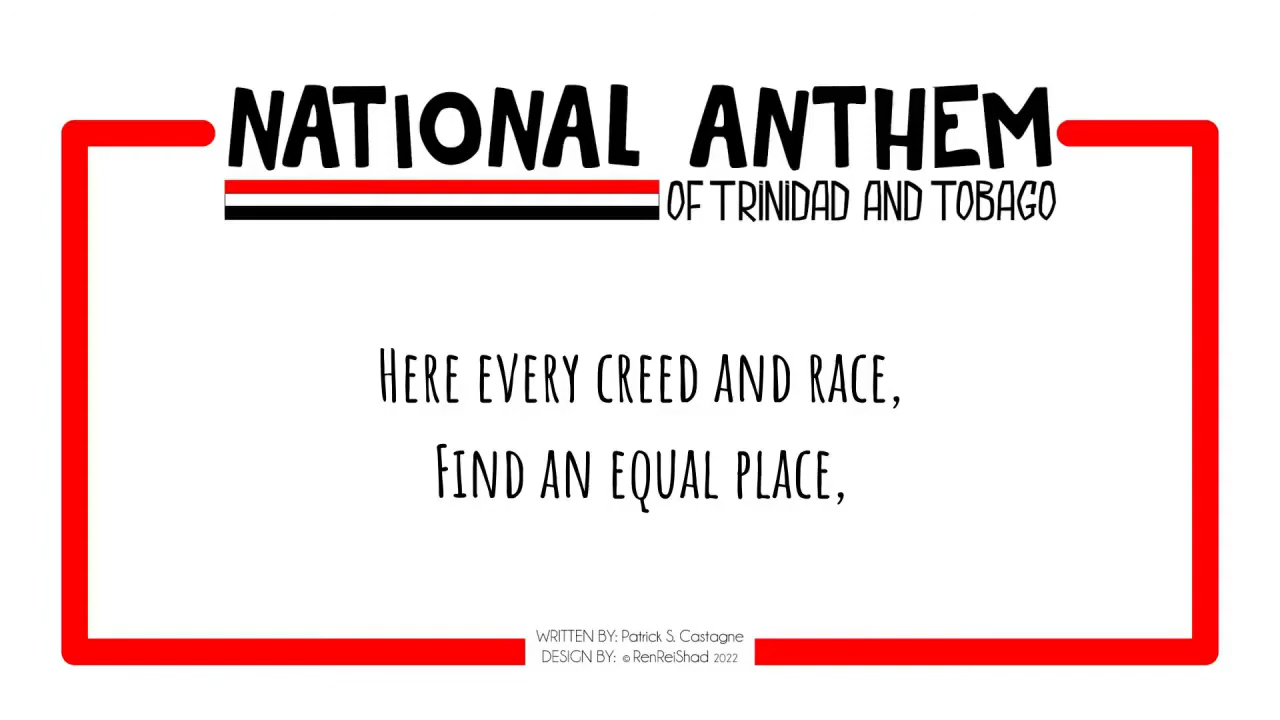 NATIONAL ANTHEM
OF TRINIDAD AND TOBAGO
HERE EVERY CREED AND RACE,
FIND AN EQUAL PLACE,
WRITTEN BY: Patrick S. Castagne
DESIGN BY: © RenReiShad 2022